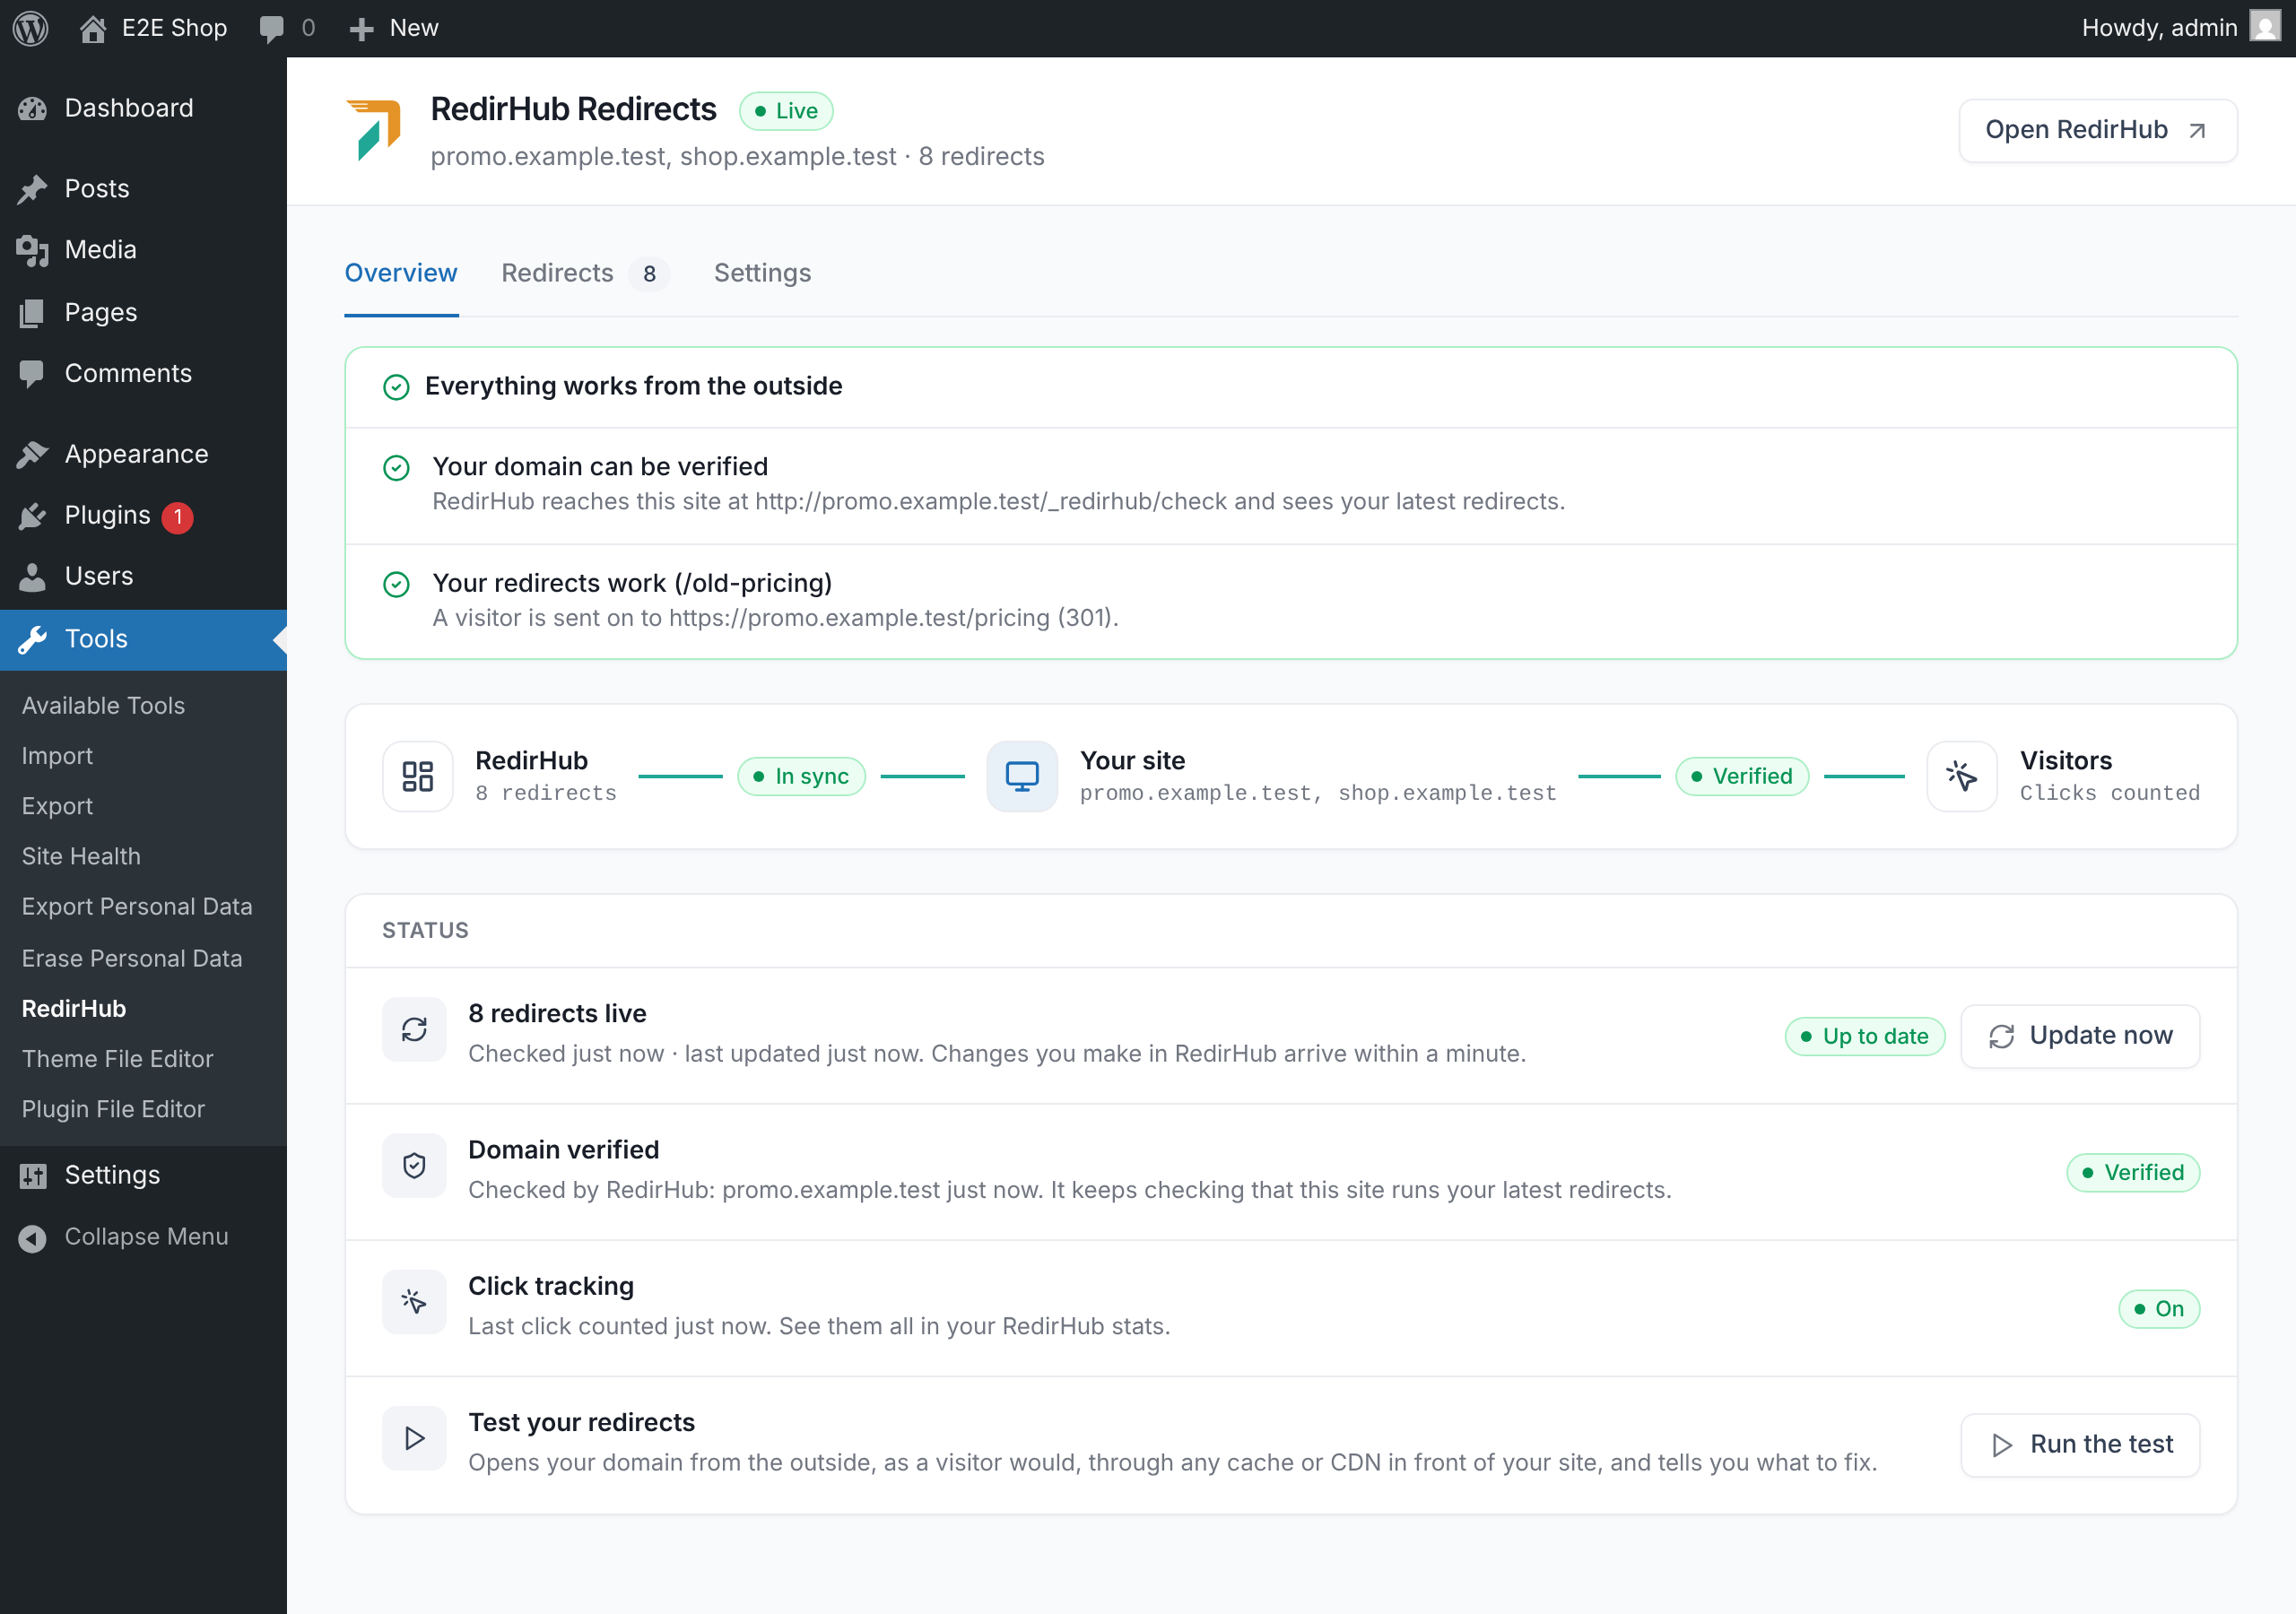 E2E Shop
0
New
Howdy, admin
Dashboard
Posts
Media
Pages
Comments
Appearance
Plugins 1
Users
Tools
Available Tools
Import
Export
Site Health
Export Personal Data
Erase Personal Data
RedirHub
Theme File Editor
Plugin File Editor
Settings
Collapse Menu
RedirHub Redirects
Live
promo.example.test, shop.example.test · 8 redirects
Open RedirHub
Overview
Redirects 8
Settings
Everything works from the outside
Your domain can be verified
RedirHub reaches this site at http://promo.example.test/_redirhub/check and sees your latest redirects.
Your redirects work (/old-pricing)
A visitor is sent on to https://promo.example.test/pricing (301).
RedirHub
8 redirects
In sync
Your site
promo.example.test, shop.example.test
Verified
Visitors
Clicks counted
STATUS
8 redirects live
Checked just now · last updated just now. Changes you make in RedirHub arrive within a minute.
Up to date
Update now
Domain verified
Checked by RedirHub: promo.example.test just now. It keeps checking that this site runs your latest redirects.
Verified
Click tracking
Last click counted just now. See them all in your RedirHub stats.
On
Test your redirects
Opens your domain from the outside, as a visitor would, through any cache or CDN in front of your site, and tells you what to fix.
Run the test